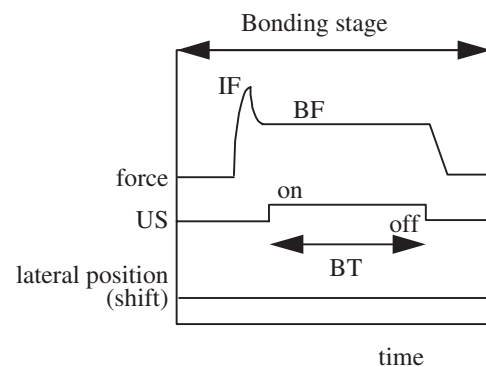 Bonding stage
IF
BF
force
on
US
off
BT
lateral position
(shift)
time